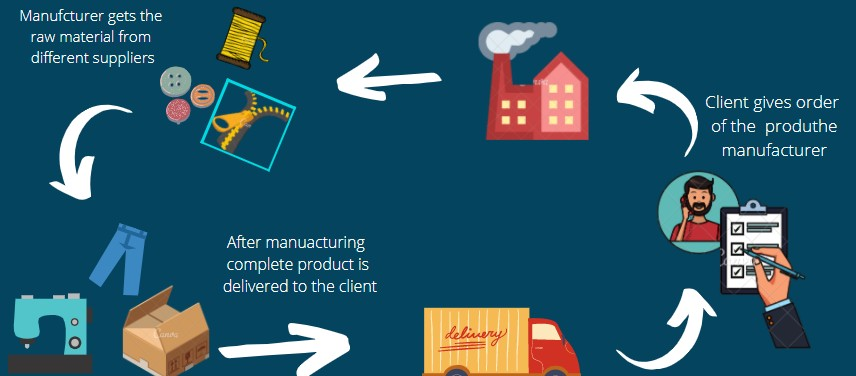 Manufcturer gets the
raw material from
different suppliers
Client gives order
of the produthe
manufacturer
After manuacturing
complete product is
delivered to the client
delivery